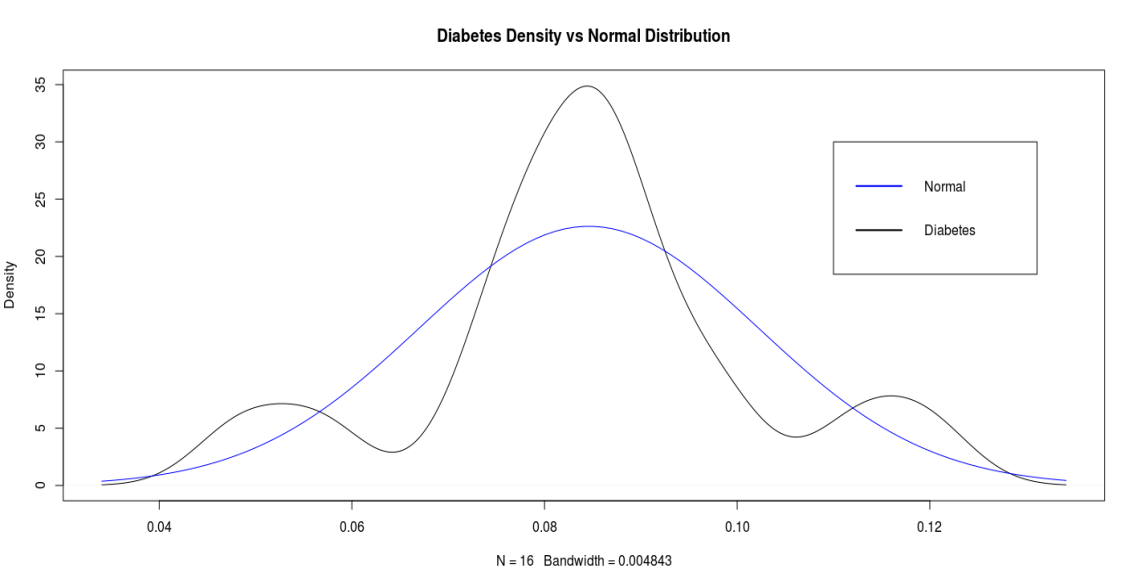 Diabetes Density vs Normal Distribution
35
30
25
20
15
10
5
0
Density
Normal
Diabetes
0.04 0.06 0.08 0.10 0.12
N = 16 Bandwidth = 0.004843